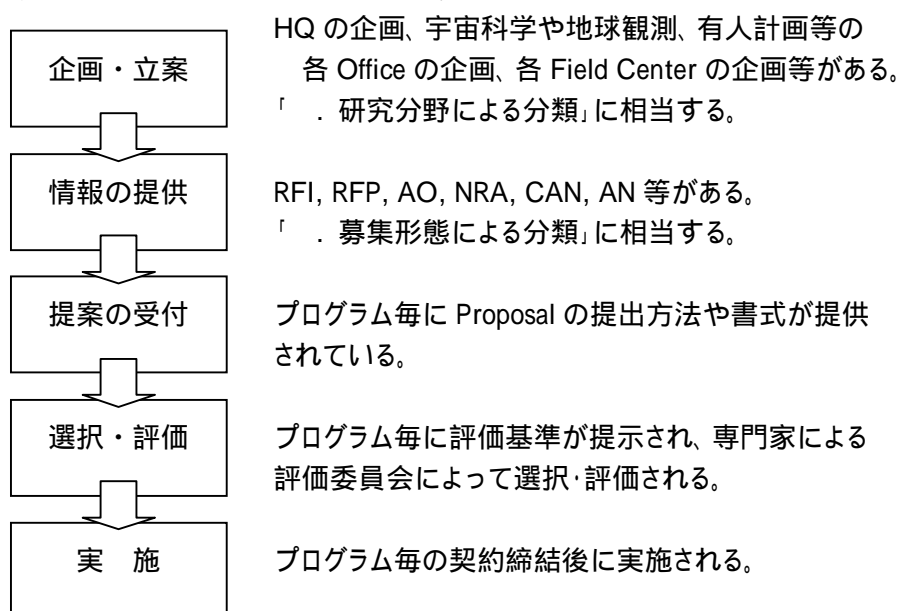 企画・立案
HQ の企画、宇宙科学や地球観測、有人計画等の
各 Office の企画、各 Field Center の企画等がある。
「 . 研究分野による分類」に相当する。
情報の提供
RFI, RFP, AO, NRA, CAN, AN 等がある。
「 . 募集形態による分類」に相当する。
提案の受付
プログラム毎に Proposal の提出方法や書式が提供
されている。
選択・評価
プログラム毎に評価基準が提示され、専門家による
評価委員会によって選択・評価される。
実 施
プログラム毎の契約締結後に実施される。